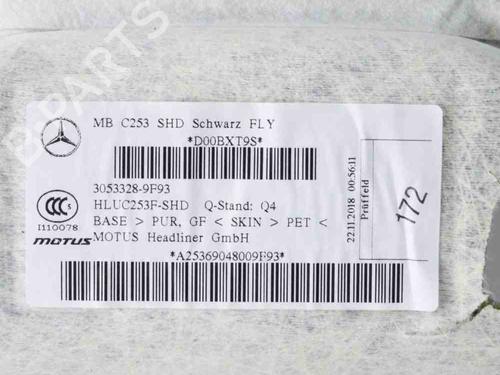 B-PARTS
MB C253 SHD Schwarz FLY
*D00BXT9S*
3053328-9F93
HLUC253F-SHD Q-Stand: Q4
BASE > PUR, GF < SKIN > PET <
MOTUS Headliner GmbH
*A25369048009F93*
CCC S
I110078
MOTUS
22.11.2018 00:56:11
Prüffeld
172